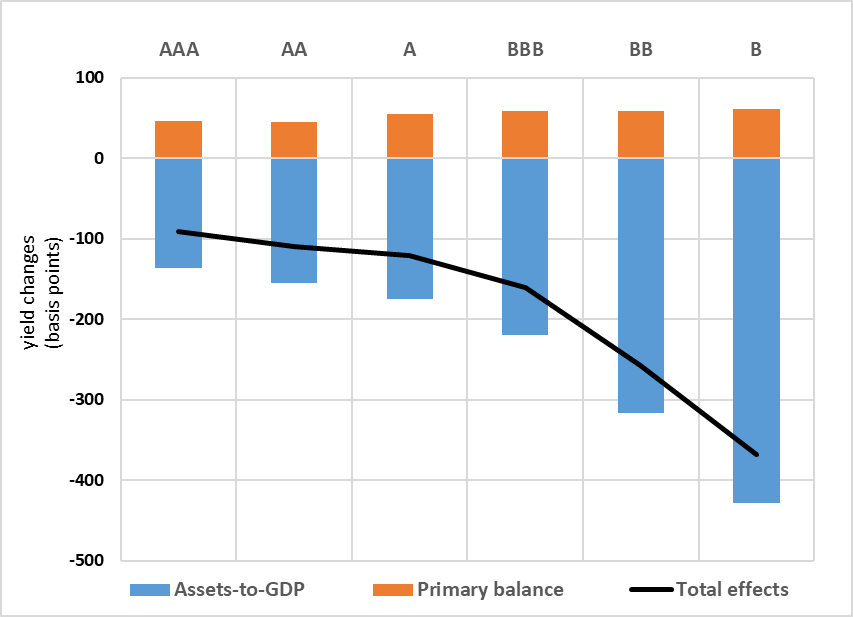 AAA AA A BBB BB B
100
0
-100
-200
-300
-400
-500
yield changes
(basis points)
Assets-to-GDP Primary balance Total effects